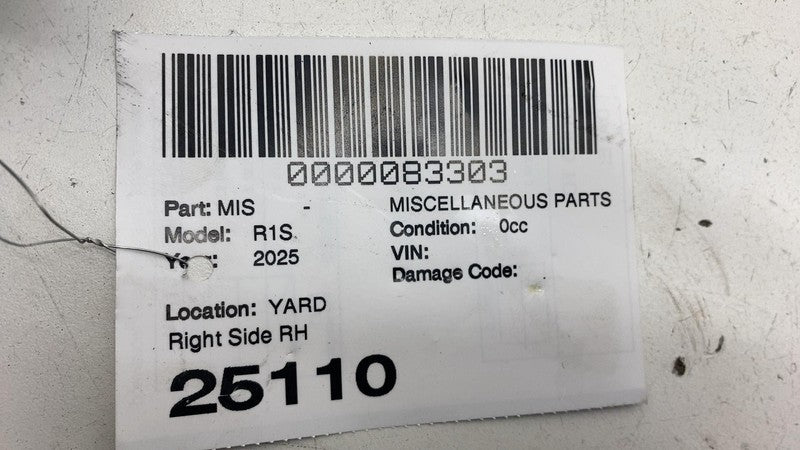 0000083303
Part: MIS - MISCELLANEOUS PARTS
Model: R1S Condition: 0cc
Year: 2025 VIN:
Damage Code:
Location: YARD
Right Side RH
25110